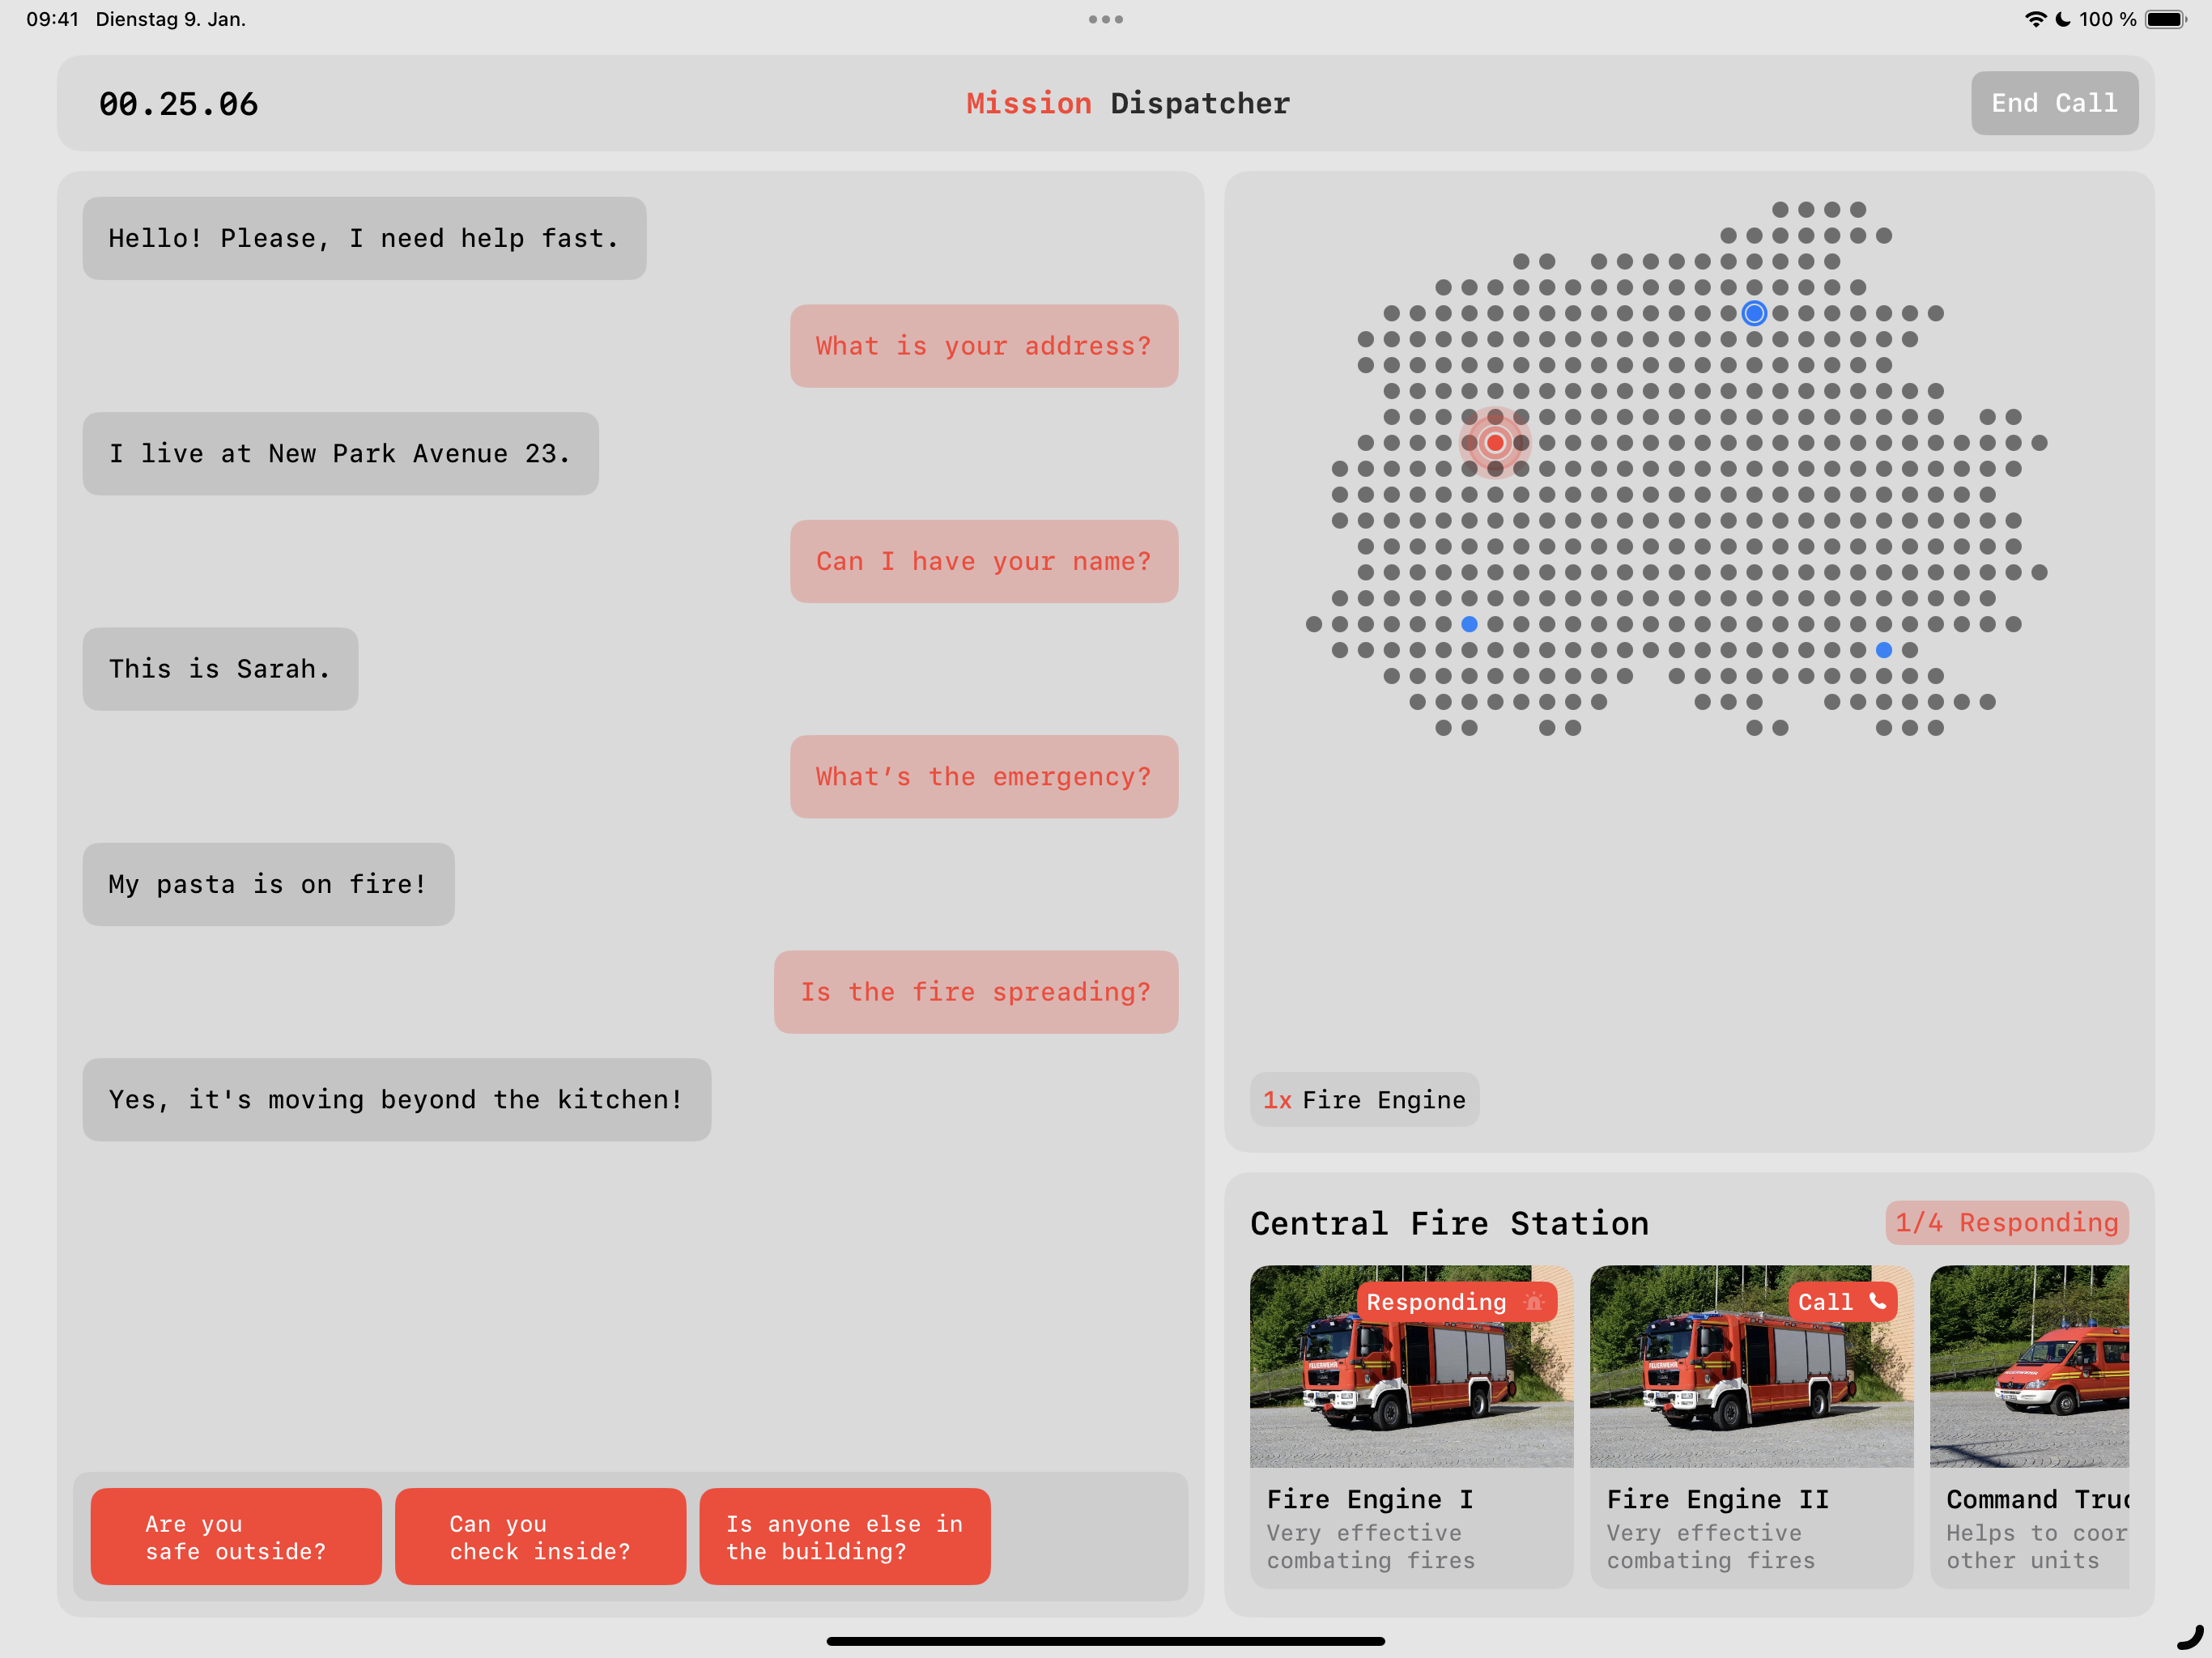 09:41 Dienstag 9. Jan.
100 %
00.25.06
Mission Dispatcher
End Call
Hello! Please, I need help fast.
What is your address?
I live at New Park Avenue 23.
Can I have your name?
This is Sarah.
What’s the emergency?
My pasta is on fire!
Is the fire spreading?
Yes, it's moving beyond the kitchen!
Are you
safe outside?
Can you
check inside?
Is anyone else in
the building?
1x Fire Engine
Central Fire Station
1/4 Responding
Responding
FEUERWEHR
Fire Engine I
Very effective
combating fires
Call
FEUERWEHR
Fire Engine II
Very effective
combating fires
Command Truc
Helps to coor
other units